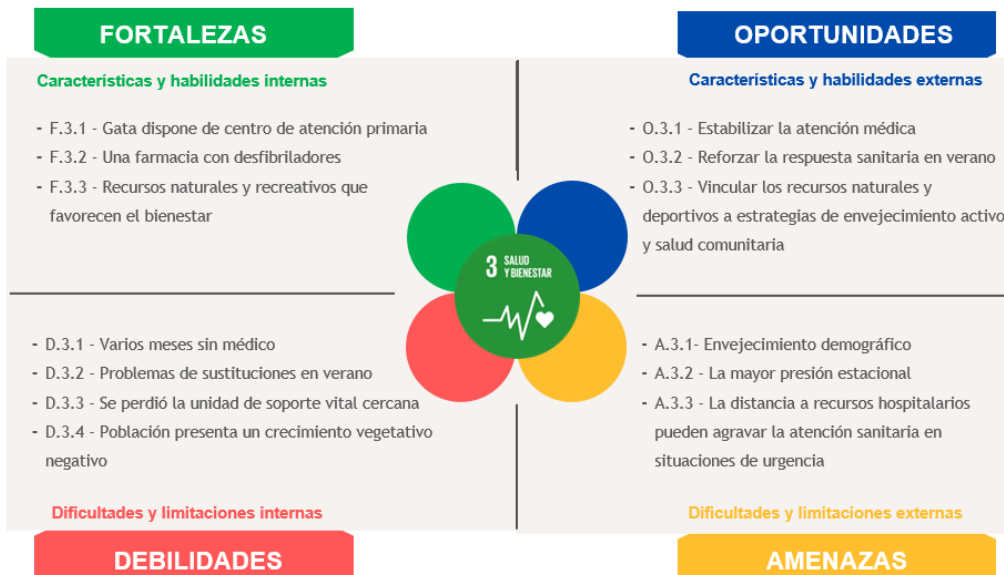 FORTALEZAS
Características y habilidades internas
- F.3.1 - Gata dispone de centro de atención primaria
- F.3.2 - Una farmacia con desfibriladores
- F.3.3 - Recursos naturales y recreativos que
favorecen el bienestar
OPORTUNIDADES
Características y habilidades externas
- O.3.1 - Estabilizar la atención médica
- O.3.2 - Reforzar la respuesta sanitaria en verano
- O.3.3 - Vincular los recursos naturales y
deportivos a estrategias de envejecimiento activo
y salud comunitaria
3 SALUD
Y BIENESTAR
- D.3.1 - Varios meses sin médico
- D.3.2 - Problemas de sustituciones en verano
- D.3.3 - Se perdió la unidad de soporte vital cercana
- D.3.4 - Población presenta un crecimiento vegetativo
negativo
Dificultades y limitaciones internas
DEBILIDADES
- A.3.1- Envejecimiento demográfico
- A.3.2 - La mayor presión estacional
- A.3.3 - La distancia a recursos hospitalarios
pueden agravar la atención sanitaria en
situaciones de urgencia
Dificultades y limitaciones externas
AMENAZAS